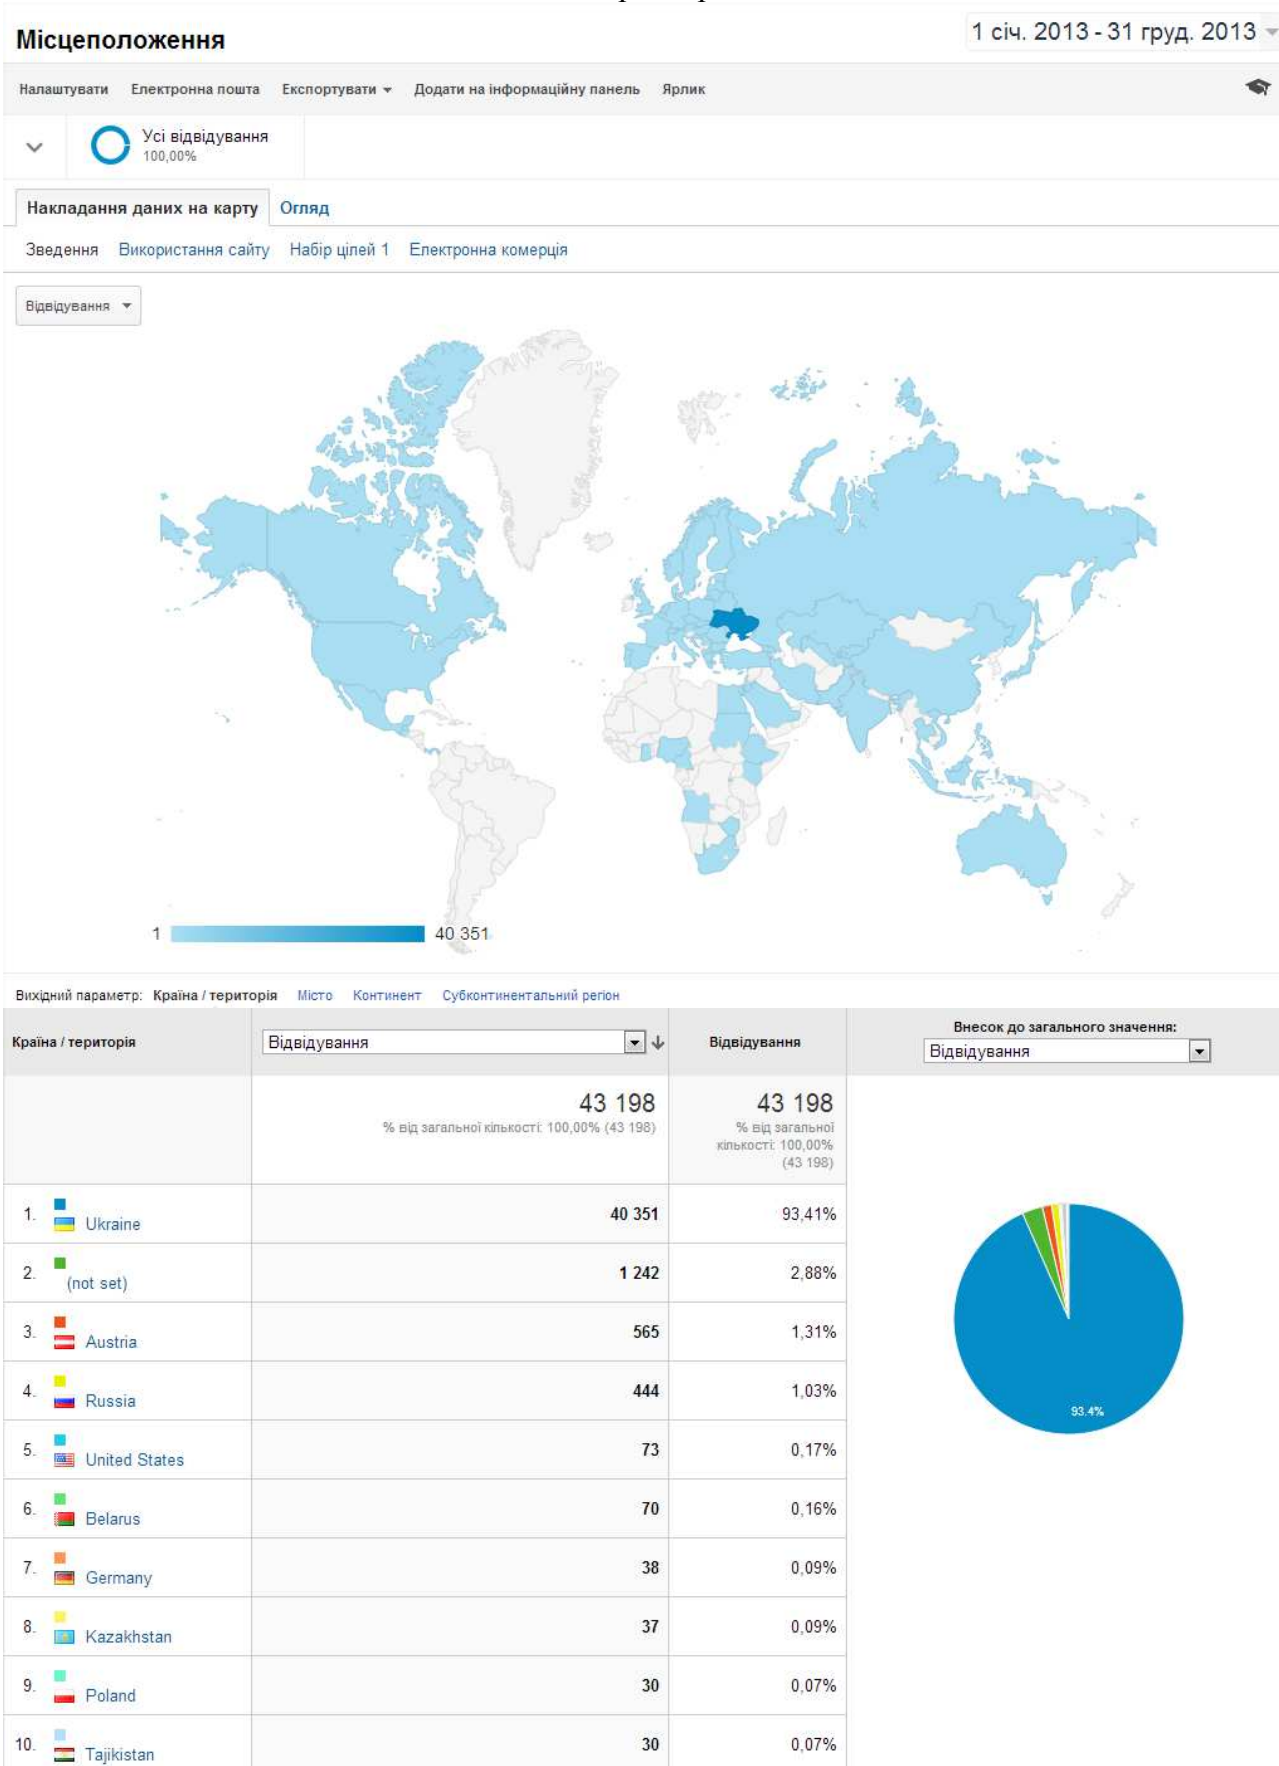 Місцеположення
1 січ. 2013 - 31 груд. 2013
Налаштувати Електронна пошта Експортувати Додати на інформаційну панель Ярлик
Усі відвідування
100,00%
Накладання даних на карту Огляд
Зведення Використання сайту Набір цілей 1 Електронна комерція
Відвідування
1 40 351
Вихідний параметр: Країна / територія Місто Континент Субконтинентальний регіон
Країна / територія Відвідування Відвідування Внесок до загального значення:
Відвідування
43 198 43 198
% від загальної кількості: 100,00% (43 198) % від загальної
кількості: 100,00%
(43 198)
1. Ukraine 40 351 93,41%
2. (not set) 1 242 2,88%
3. Austria 565 1,31%
4. Russia 444 1,03%
93.4%
5. United States 73 0,17%
6. Belarus 70 0,16%
7. Germany 38 0,09%
8. Kazakhstan 37 0,09%
9. Poland 30 0,07%
10. Tajikistan 30 0,07%